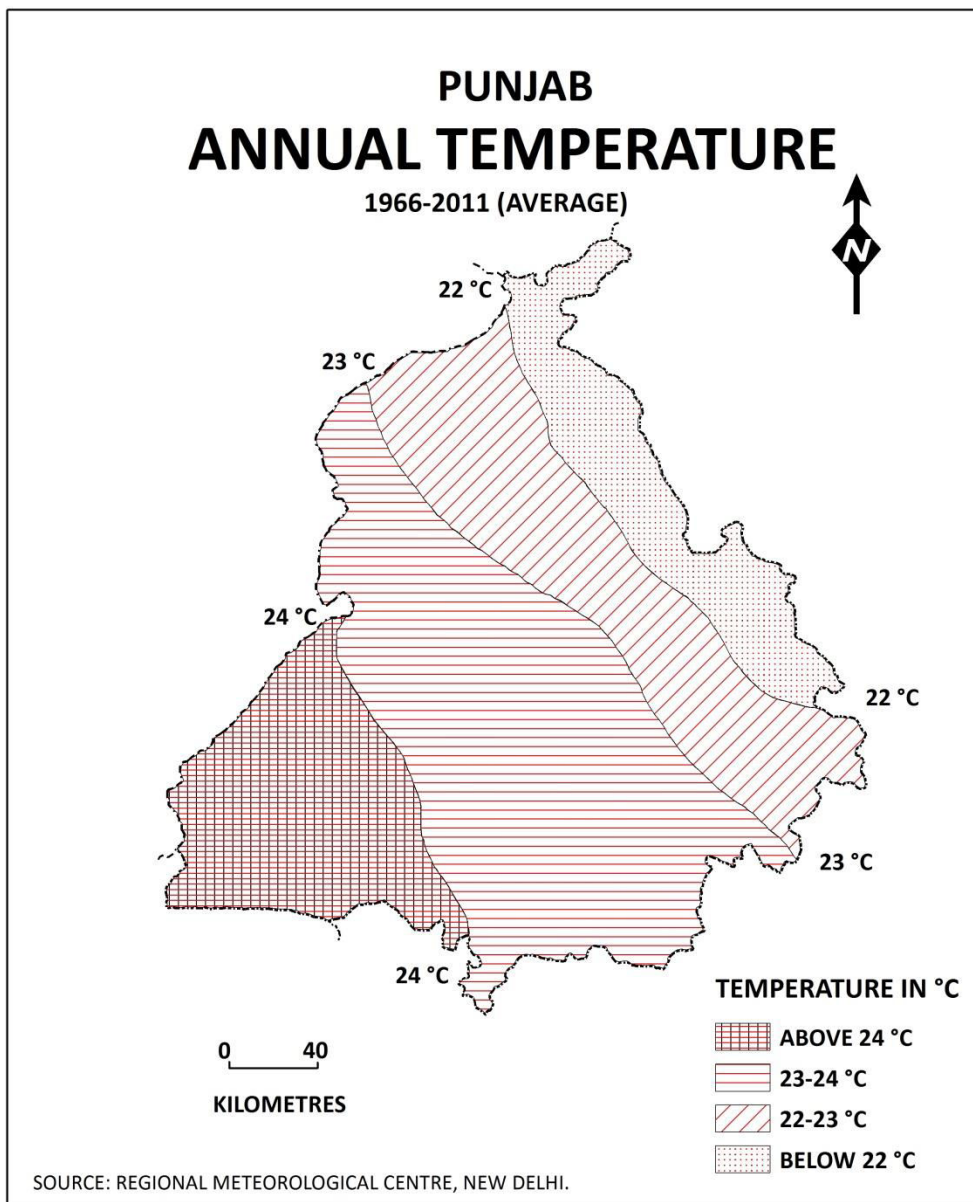 PUNJAB
ANNUAL TEMPERATURE
1966-2011 (AVERAGE)
N
22 °C
23 °C
24 °C
22 °C
23 °C
24 °C
TEMPERATURE IN °C
ABOVE 24 °C
23-24 °C
22-23 °C
BELOW 22 °C
0 40
KILOMETRES
SOURCE: REGIONAL METEOROLOGICAL CENTRE, NEW DELHI.